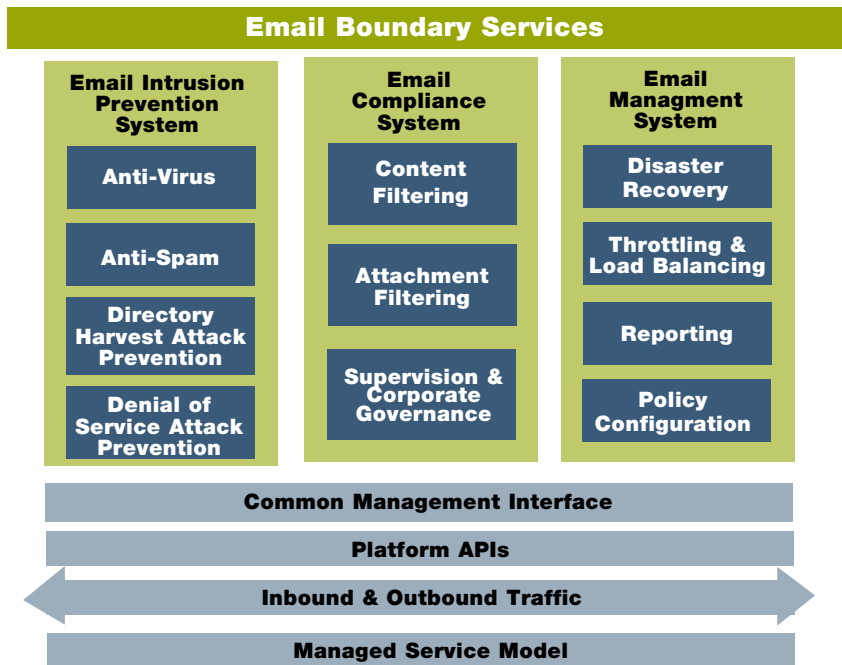 Email Boundary Services
Email Intrusion
Prevention
System
Anti-Virus
Anti-Spam
Directory
Harvest Attack
Prevention
Denial of
Service Attack
Prevention
Email
Compliance
System
Content
Filtering
Attachment
Filtering
Supervision &
Corporate
Governance
Email
Managment
System
Disaster
Recovery
Throttling &
Load Balancing
Reporting
Policy
Configuration
Common Management Interface
Platform APIs
Inbound & Outbound Traffic
Managed Service Model